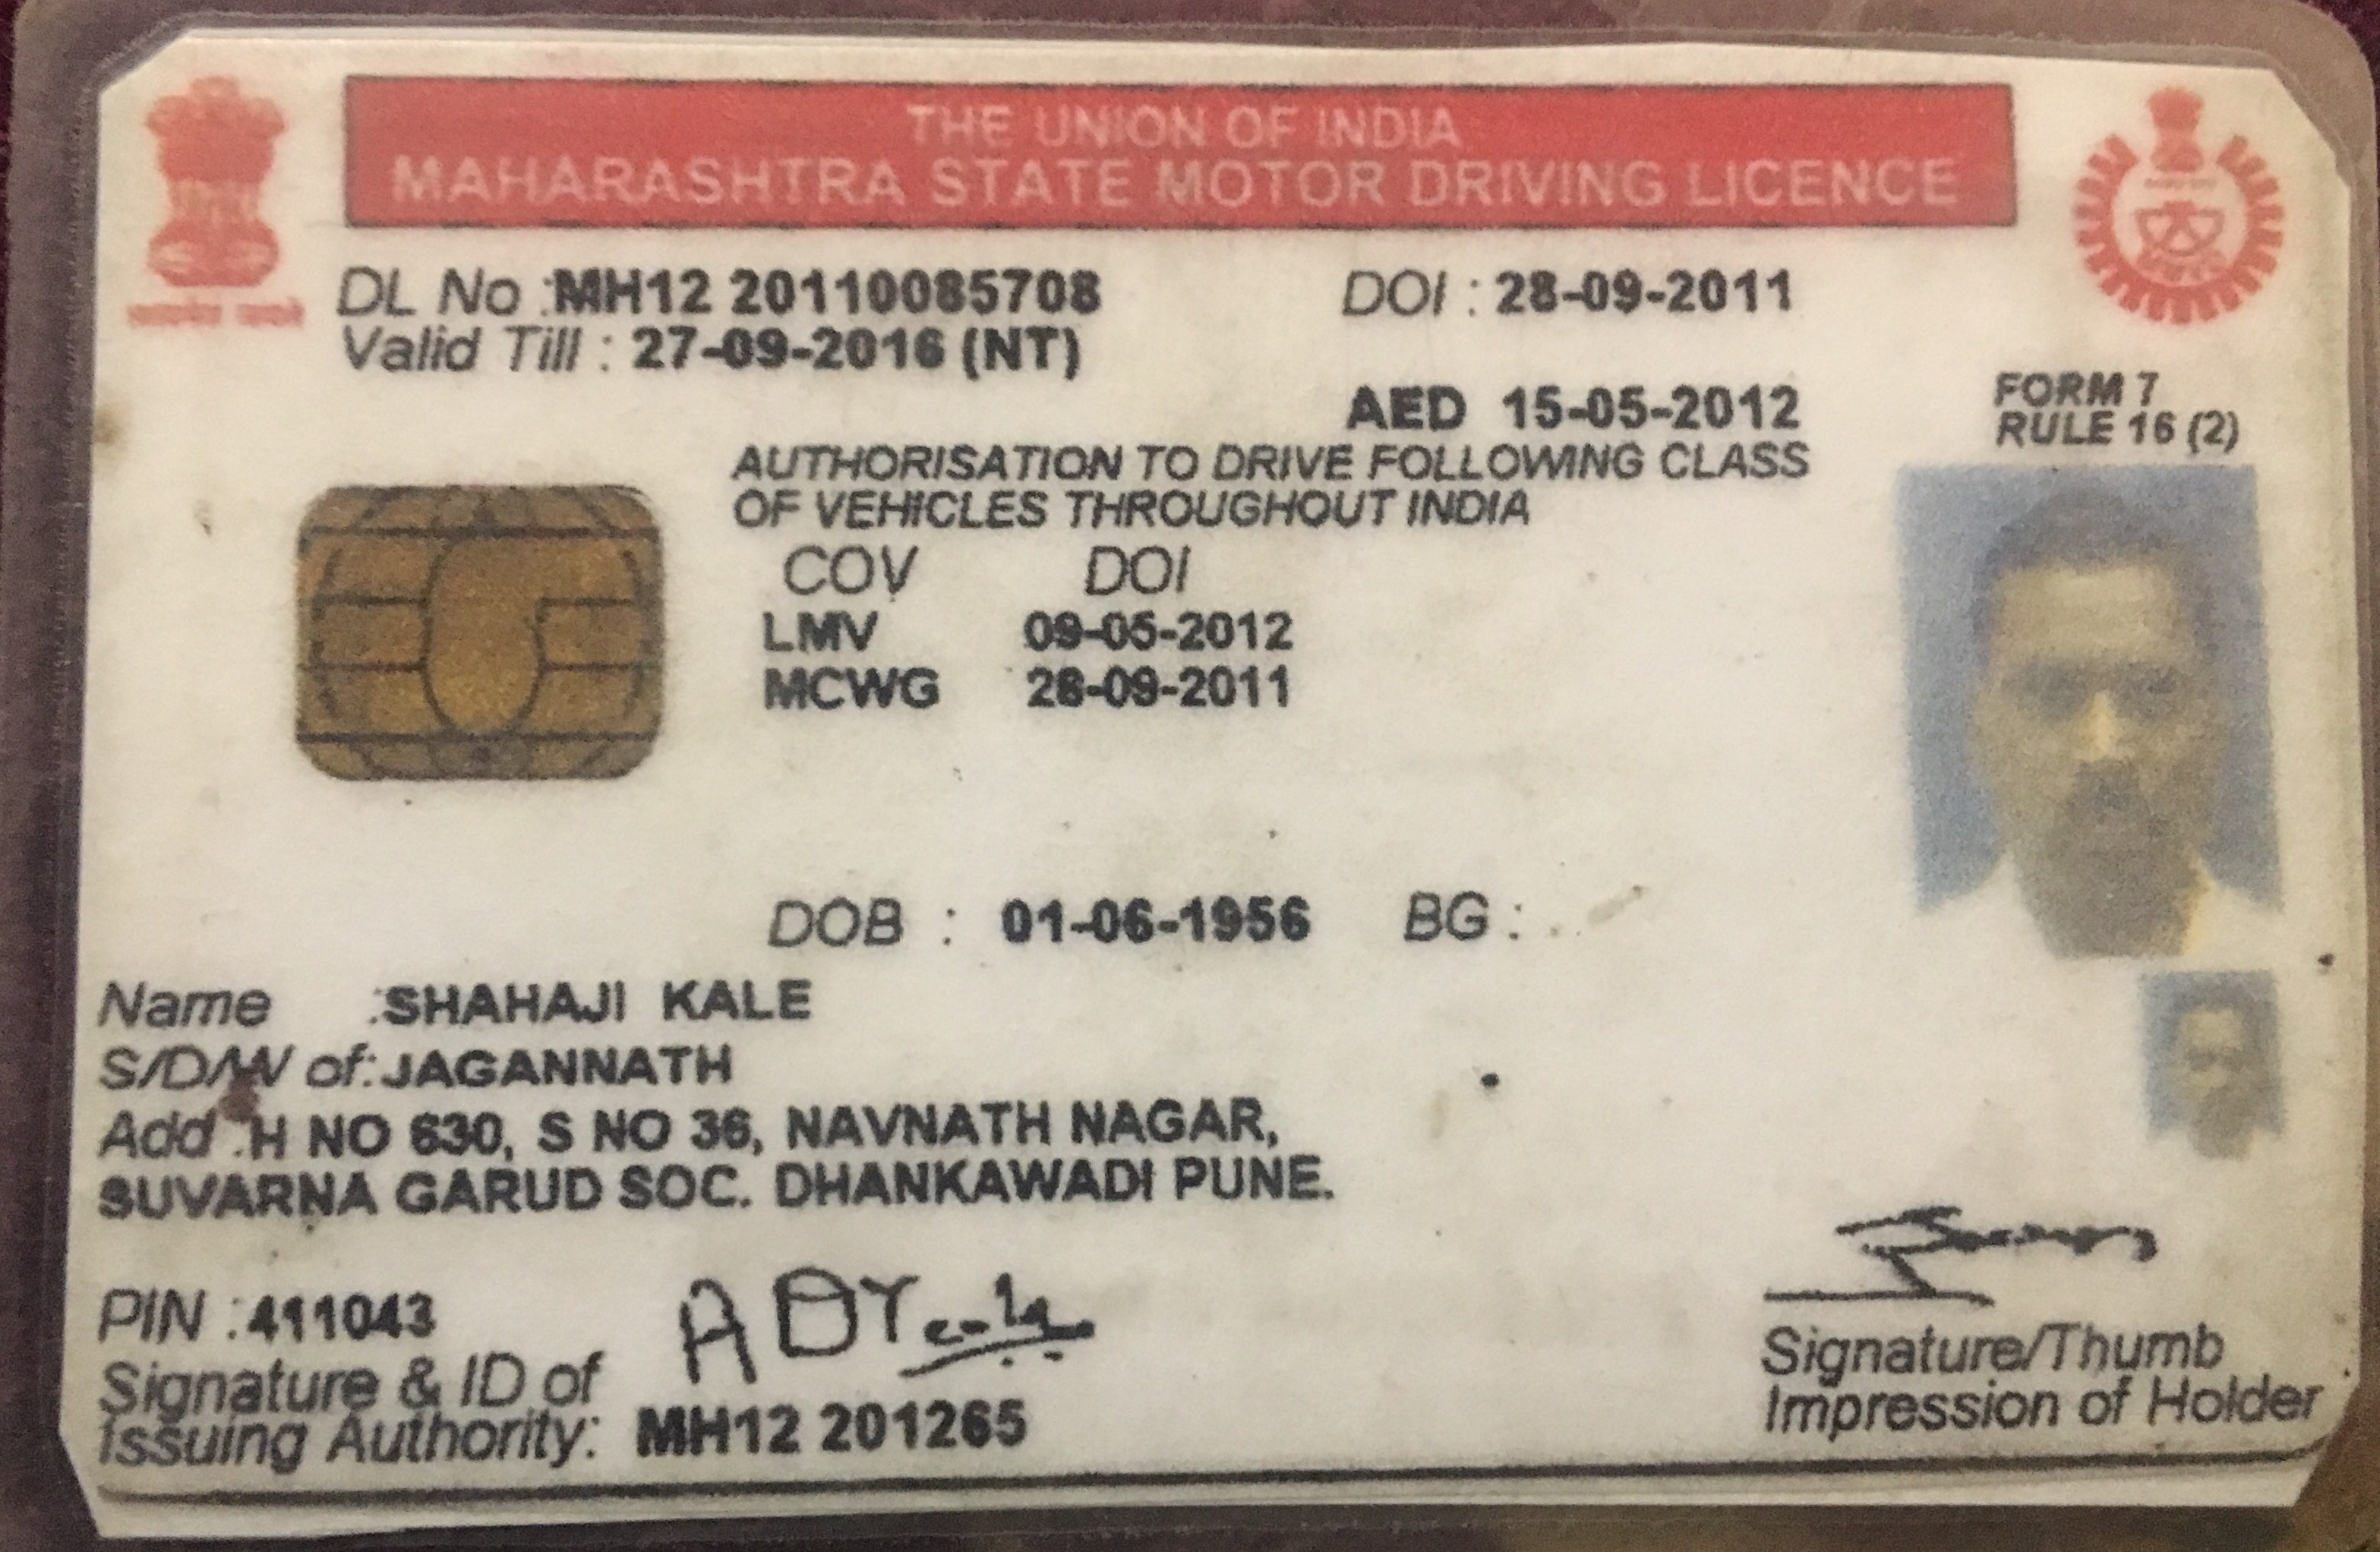 THE UNION OF INDIA
MAHARASHTRA STATE MOTOR DRIVING LICENCE
DL No :MH12 20110085708 DOI : 28-09-2011
Valid Till : 27-09-2016 (NT)
AED 15-05-2012
FORM 7
RULE 16 (2)
AUTHORISATION TO DRIVE FOLLOWING CLASS
OF VEHICLES THROUGHOUT INDIA
COV DOI
LMV 09-05-2012
MCWG 28-09-2011
DOB : 01-06-1956 BG :
Name :SHAHAJI KALE
S/D/W of:JAGANNATH
Add :H NO 630, S NO 36, NAVNATH NAGAR,
SUVARNA GARUD SOC. DHANKAWADI PUNE.
PIN :411043
Signature & ID of
Issuing Authority: MH12 201265
Signature/Thumb
Impression of Holder